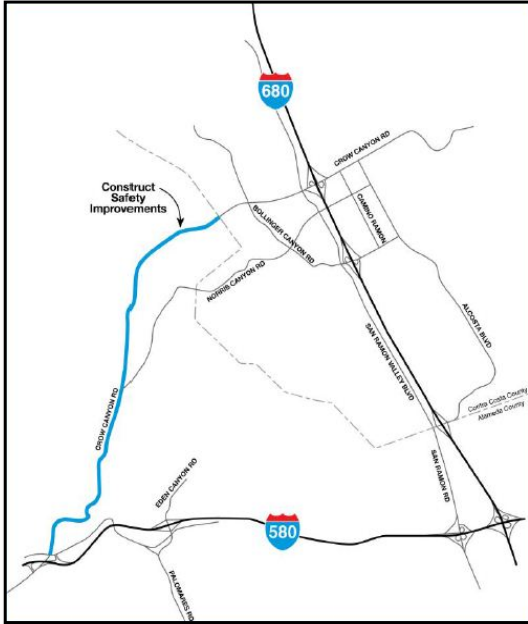 680
CROW CANYON RD
Construct
Safety
Improvements
BOLLINGER CANYON RD
CAMINO RAMON
NORRIS CANYON RD
ALCOSTA BLVD
SAN RAMON VALLEY BLVD
CROW CANYON RD
Contra Costa County
Alameda County
SAN RAMON RD
EDEN CANYON RD
580
PALOMARES RD